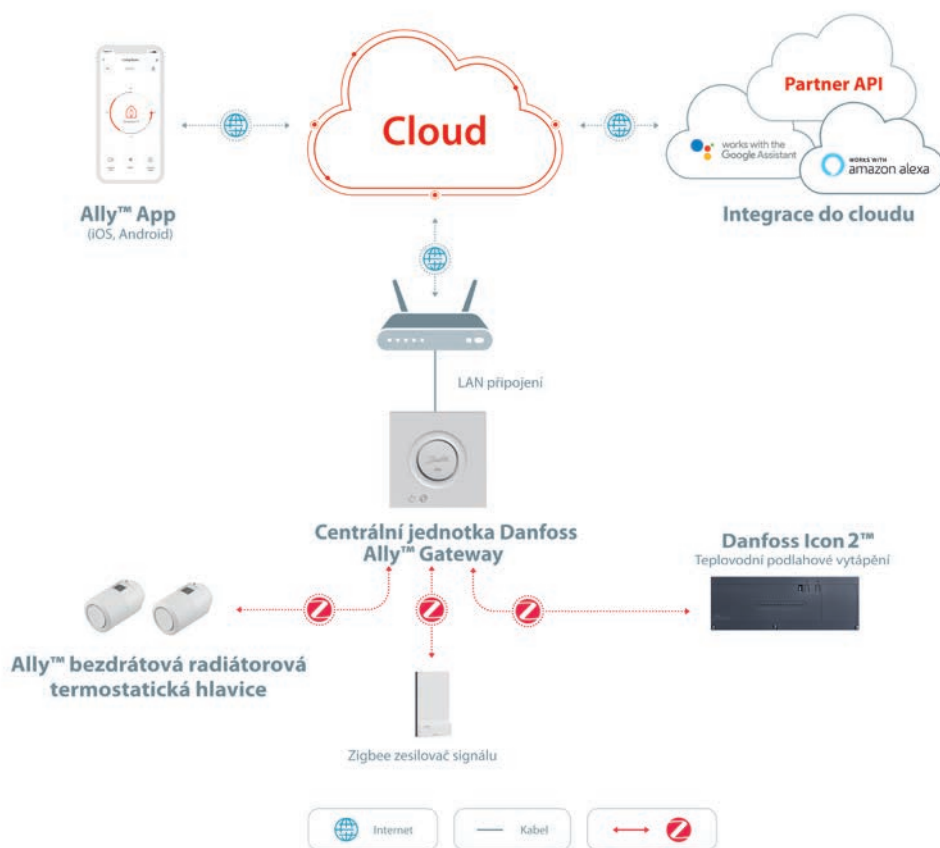 Cloud
Partner API
works with the
Google Assistant
WORKS WITH
amazon alexa
Ally™ App
(iOS, Android)
Integrace do cloudu
LAN připojení
Danfoss
Centrální jednotka Danfoss
Ally™ Gateway
Danfoss Icon 2™
Teplovodní podlahové vytápění
Ally™ bezdrátová radiátorová
termostatická hlavice
Zigbee zesilovač signálu
Internet
Kabel